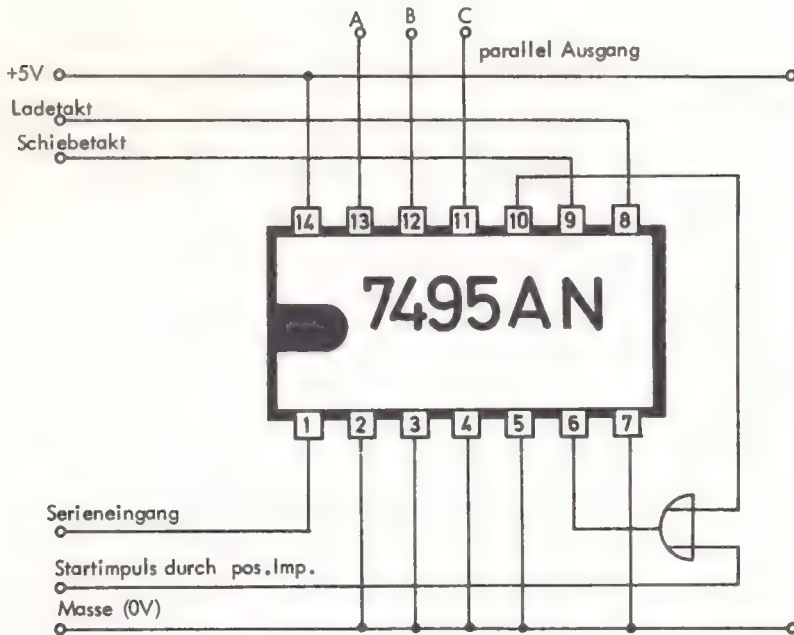 A B C
parallel Ausgang
+5V
Ladetakt
Schiebetakt
14 13 12 11 10 9 8
7495AN
1 2 3 4 5 6 7
Serieneingang
Startimpuls durch pos.Imp.
Masse (0V)